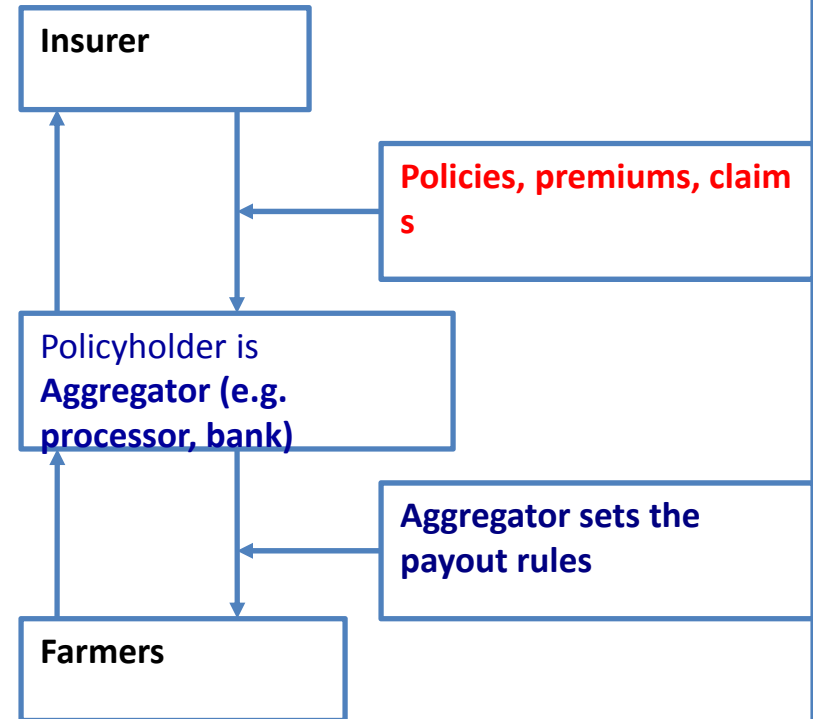 Insurer
Policies, premiums, claim
s
Policyholder is
Aggregator (e.g.
processor, bank)
Aggregator sets the
payout rules
Farmers